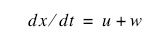 dx/dt = u + w